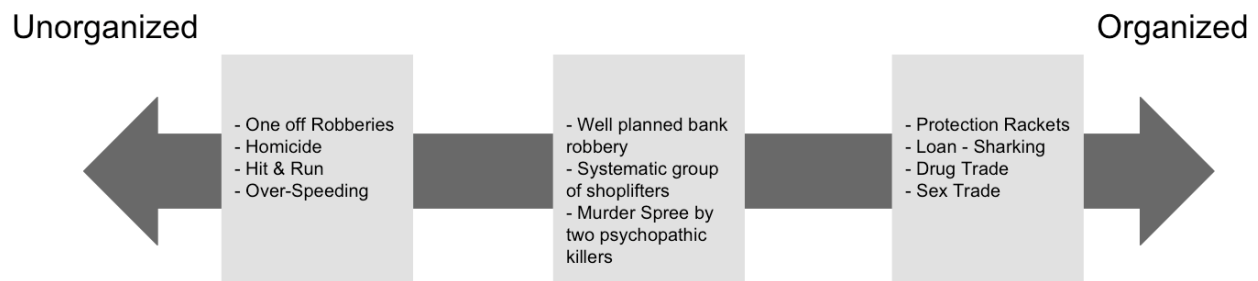 Unorganized
Organized
- One off Robberies
- Homicide
- Hit & Run
- Over-Speeding
- Well planned bank
robbery
- Systematic group
of shoplifters
- Murder Spree by
two psychopathic
killers
- Protection Rackets
- Loan - Sharking
- Drug Trade
- Sex Trade